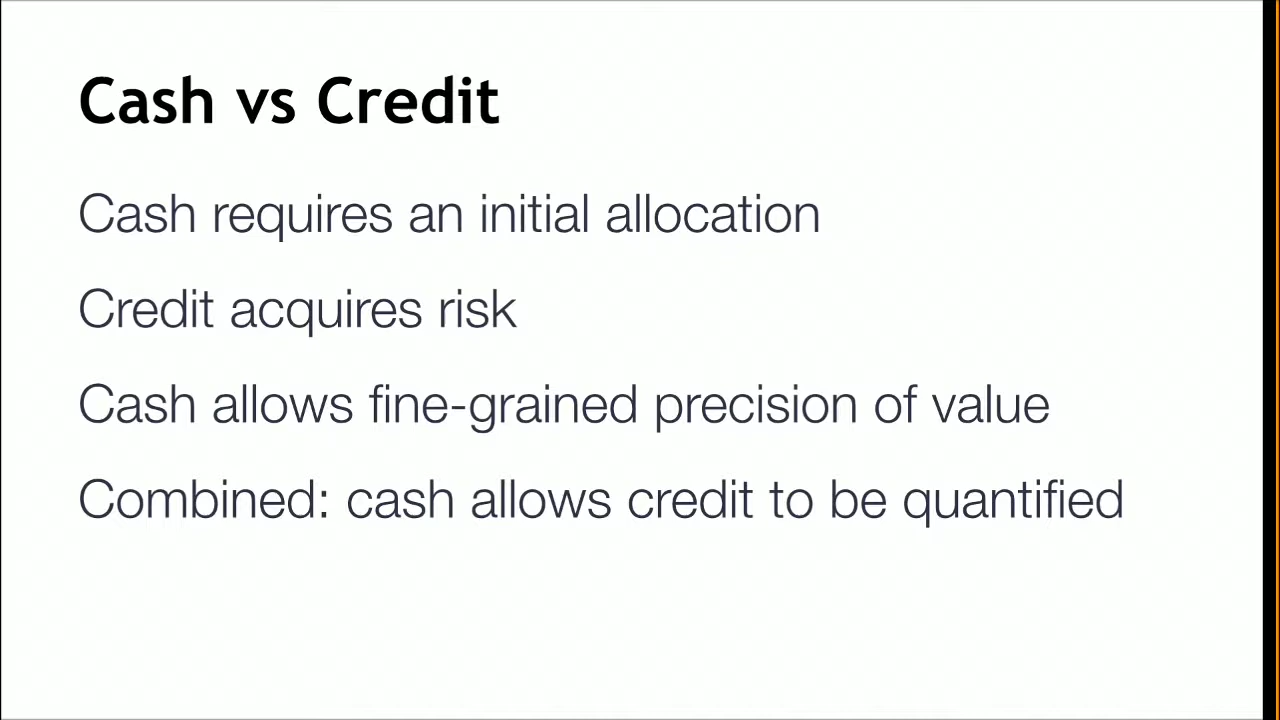 Cash vs Credit
Cash requires an initial allocation
Credit acquires risk
Cash allows fine-grained precision of value
Combined: cash allows credit to be quantified